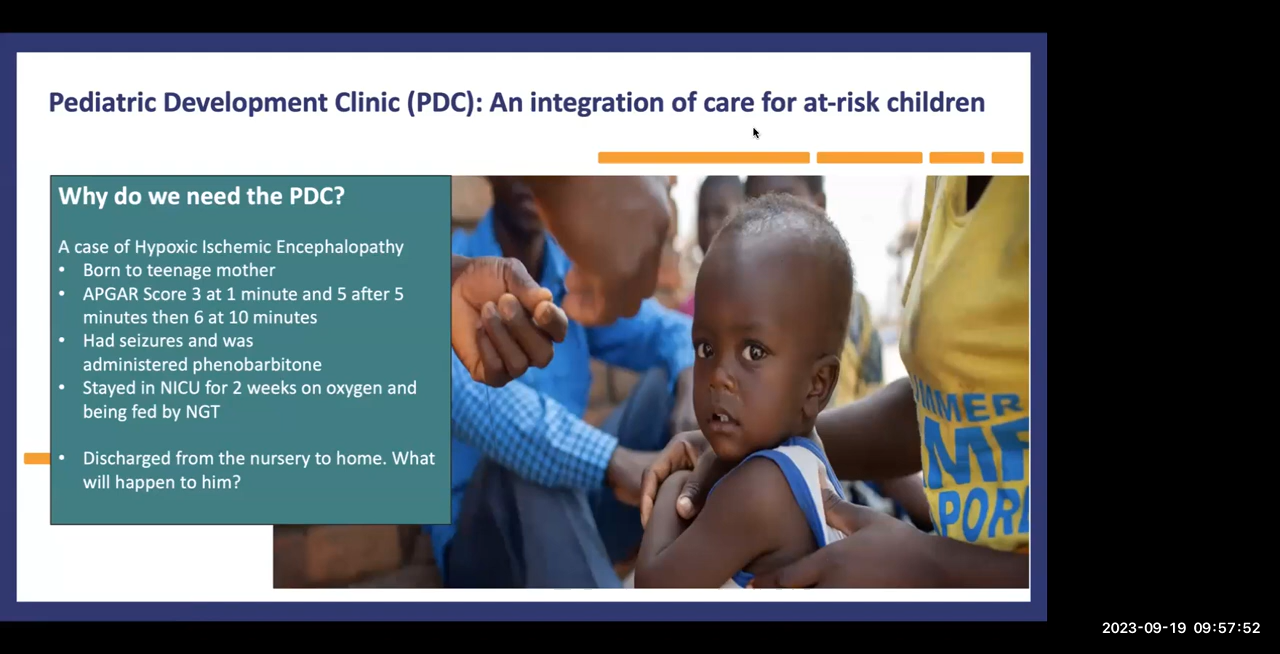 Pediatric Development Clinic (PDC): An integration of care for at-risk children
Why do we need the PDC?
A case of Hypoxic Ischemic Encephalopathy
• Born to teenage mother
• APGAR Score 3 at 1 minute and 5 after 5
minutes then 6 at 10 minutes
• Had seizures and was
administered phenobarbitone
• Stayed in NICU for 2 weeks on oxygen and
being fed by NGT
• Discharged from the nursery to home. What
will happen to him?
2023-09-19 09:57:52